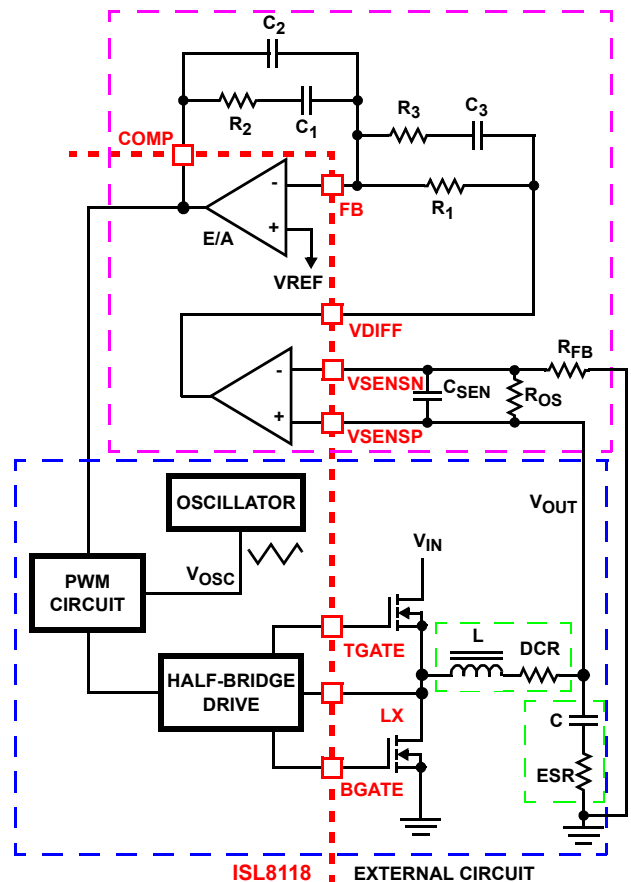 C2
R2
C1
R3
C3
COMP
R1
FB
E/A
-
+
VREF
VDIFF
RFB
-
VSENSN
CSEN
ROS
+
VSENSP
OSCILLATOR
VOUT
VIN
PWM
CIRCUIT
VOSC
L
DCR
TGATE
HALF-BRIDGE
DRIVE
LX
C
ESR
BGATE
ISL8118
EXTERNAL CIRCUIT